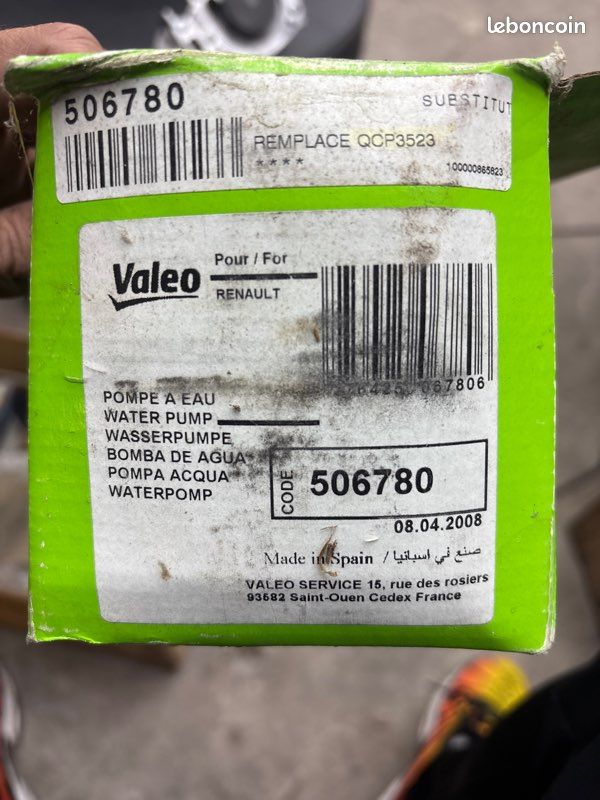 leboncoin
506780
SUBSTITUT
REMPLACE QCP3523
****
100000865823
Valeo
Pour / For
RENAULT
067806
POMPE A EAU
WATER PUMP
WASSERPUMPE
BOMBA DE AGUA
POMPA ACQUA
WATERPOMP
CODE
506780
08.04.2008
Made in Spain / صنع في اسبانيا
VALEO SERVICE 15, rue des rosiers
93582 Saint-Ouen Cedex France